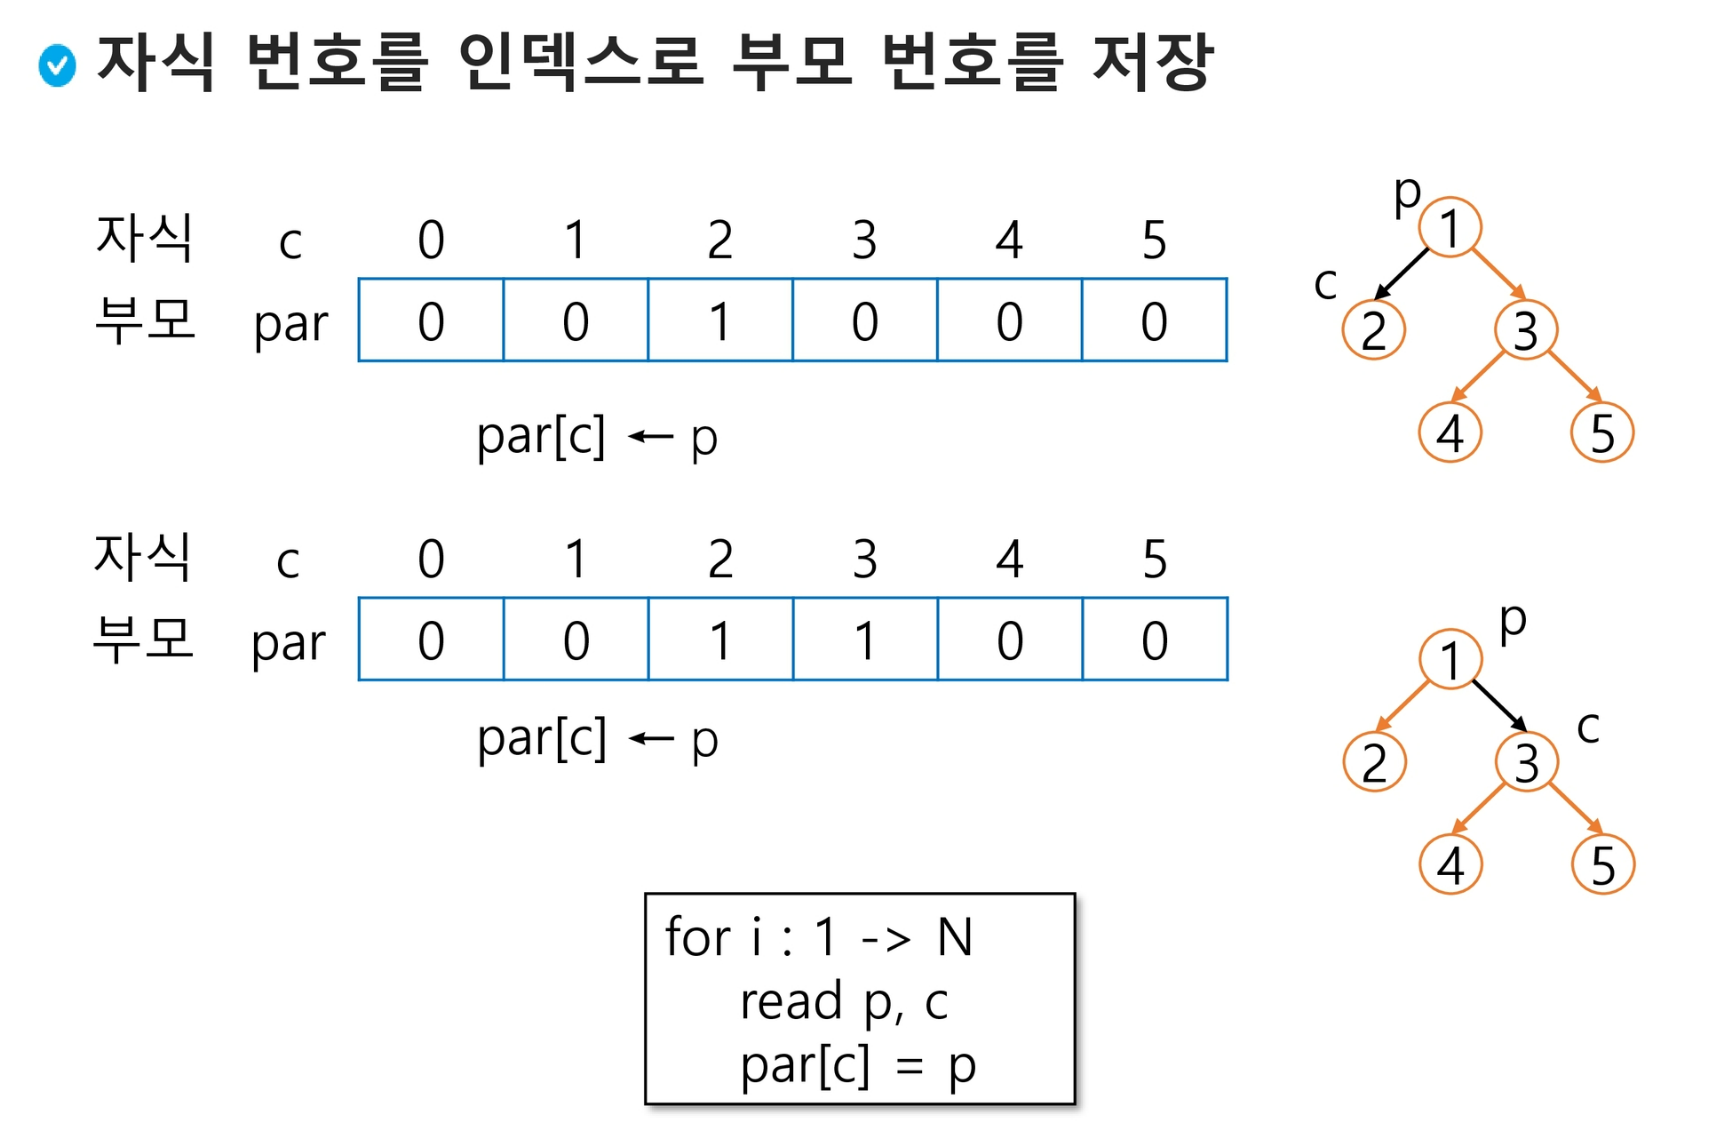 자식 번호를 인덱스로 부모 번호를 저장
자식 c 0 1 2 3 4 5
부모 par 0 0 1 0 0 0
par[c] ← p
p
1
c
2 3
4 5
자식 c 0 1 2 3 4 5
부모 par 0 0 1 1 0 0
par[c] ← p
p
1
c
2 3
4 5
for i : 1 -> N
read p, c
par[c] = p